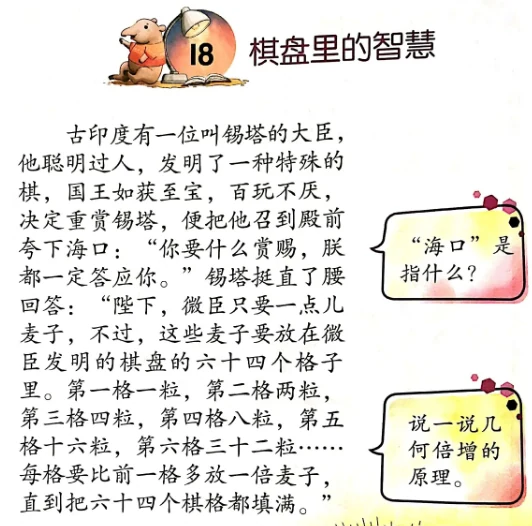 18 棋盘里的智慧
古印度有一位叫锡塔的大臣，
他聪明过人，发明了一种特殊的
棋，国王如获至宝，百玩不厌，
决定重赏锡塔，便把他召到殿前
夸下海口：“你要什么赏赐，朕
都一定答应你。”锡塔挺直了腰
回答：“陛下，微臣只要一点儿
麦子，不过，这些麦子要放在微
臣发明的棋盘的六十四个格子
里。第一格一粒，第二格两粒，
第三格四粒，第四格八粒，第五
格十六粒，第六格三十二粒……
每格要比前一格多放一倍麦子，
直到把六十四个棋格都填满。”
“海口”是
指什么？
说一说几
何倍增的
原理。